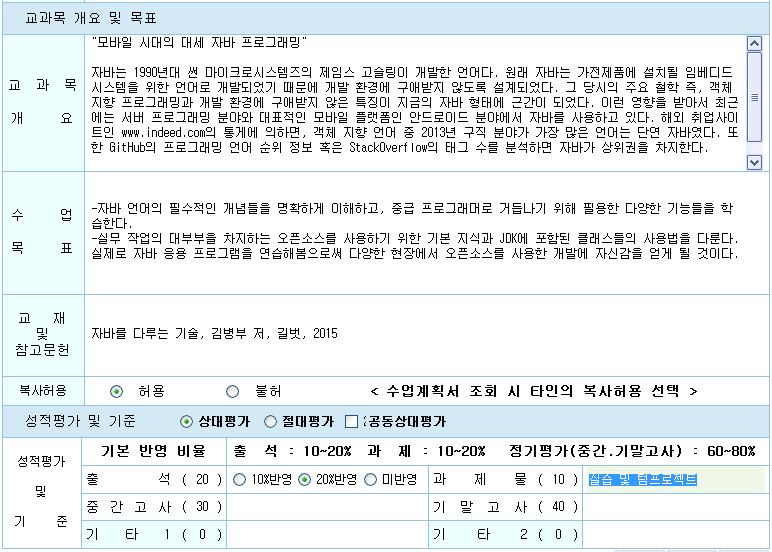 교과목 개요 및 목표
교 과 목
개 요
"모바일 시대의 대세 자바 프로그래밍"
자바는 1990년대 썬 마이크로시스템즈의 제임스 고슬링이 개발한 언어다. 원래 자바는 가전제품에 설치될 임베디드
시스템을 위한 언어로 개발되었기 때문에 개발 환경에 구애받지 않도록 설계되었다. 그 당시의 주요 철학 즉, 객체
지향 프로그래밍과 개발 환경에 구애받지 않은 특징이 지금의 자바 형태에 근간이 되었다. 이런 영향을 받아서 최근
에는 서버 프로그래밍 분야와 대표적인 모바일 플랫폼인 안드로이드 분야에서 자바를 사용하고 있다. 해외 취업사이
트인 www.indeed.com의 통계에 의하면, 객체 지향 언어 중 2013년 구직 분야가 가장 많은 언어는 단연 자바였다. 또
한 GitHub의 프로그래밍 언어 순위 정보 혹은 StackOverflow의 태그 수를 분석하면 자바가 상위권을 차지한다.
수 업
목 표
-자바 언어의 필수적인 개념들을 명확하게 이해하고, 중급 프로그래머로 거듭나기 위해 필용한 다양한 기능들을 학
습한다.
-실무 작업의 대부부을 차지하는 오픈소스를 사용하기 위한 기본 지식과 JDK에 포함된 클래스들의 사용법을 다룬다.
실제로 자바 응용 프로그램을 연습해봄으로써 다양한 현장에서 오픈소스를 사용한 개발에 자신감을 얻게 될 것이다.
교 재
및
참고문헌
자바를 다루는 기술, 김병부 저, 길벗, 2015
복사허용 허용 불허 < 수업계획서 조회 시 타인의 복사허용 선택 >
성적평가 및 기준 상대평가 절대평가 공동상대평가
성적평가
및
기 준
기본 반영 비율 출 석 : 10~20% 과 제 : 10~20% 정기평가(중간.기말고사) : 60~80%
출 석 ( 20 ) 10%반영 20%반영 미반영 과 제 물 ( 10 ) 실습 및 텀프로젝트
중 간 고 사 ( 30 ) 기 말 고 사 ( 40 )
기 타 1 ( 0 ) 기 타 2 ( 0 )